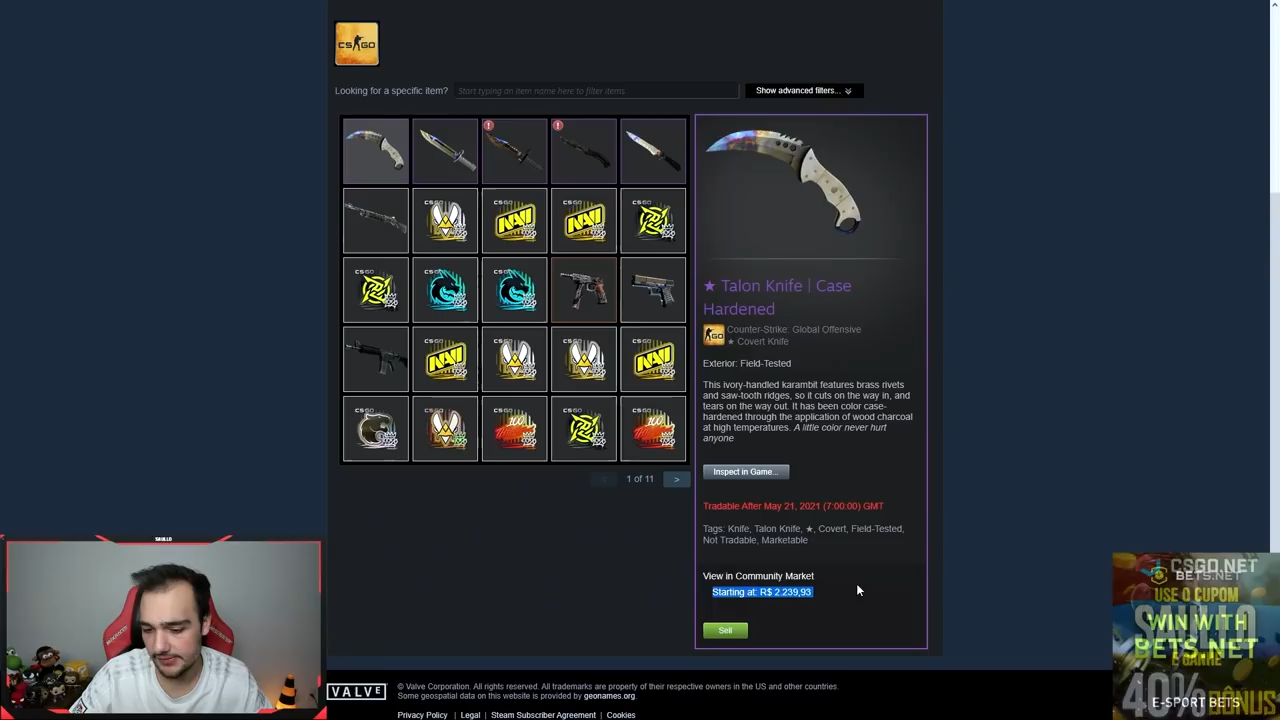 CS GO
Looking for a specific item?
Start typing an item name here to filter items
Show advanced filters...
★ Talon Knife | Case
Hardened
Counter-Strike: Global Offensive
★ Covert Knife
Exterior: Field-Tested
This ivory-handled karambit features brass rivets
and saw-tooth ridges, so it cuts on the way in, and
tears on the way out. It has been color case-
hardened through the application of wood charcoal
at high temperatures. A little color never hurt
anyone
1 of 11
>
Inspect in Game...
Tradable After May 21, 2021 (7:00:00) GMT
Tags: Knife, Talon Knife, ★, Covert, Field-Tested,
Not Tradable, Marketable
View in Community Market
Starting at: R$ 2.239,93
Sell
SAULLO
CSGO.NET
BETS.NET
USE O CUPOM
SAULLO
WIN WITH
BETS.NET
E GANHE
40% BÔNUS
E-SPORT BETS
VALVE
© Valve Corporation. All rights reserved. All trademarks are property of their respective owners in the US and other countries.
Some geospatial data on this website is provided by geonames.org.
Privacy Policy | Legal | Steam Subscriber Agreement | Cookies